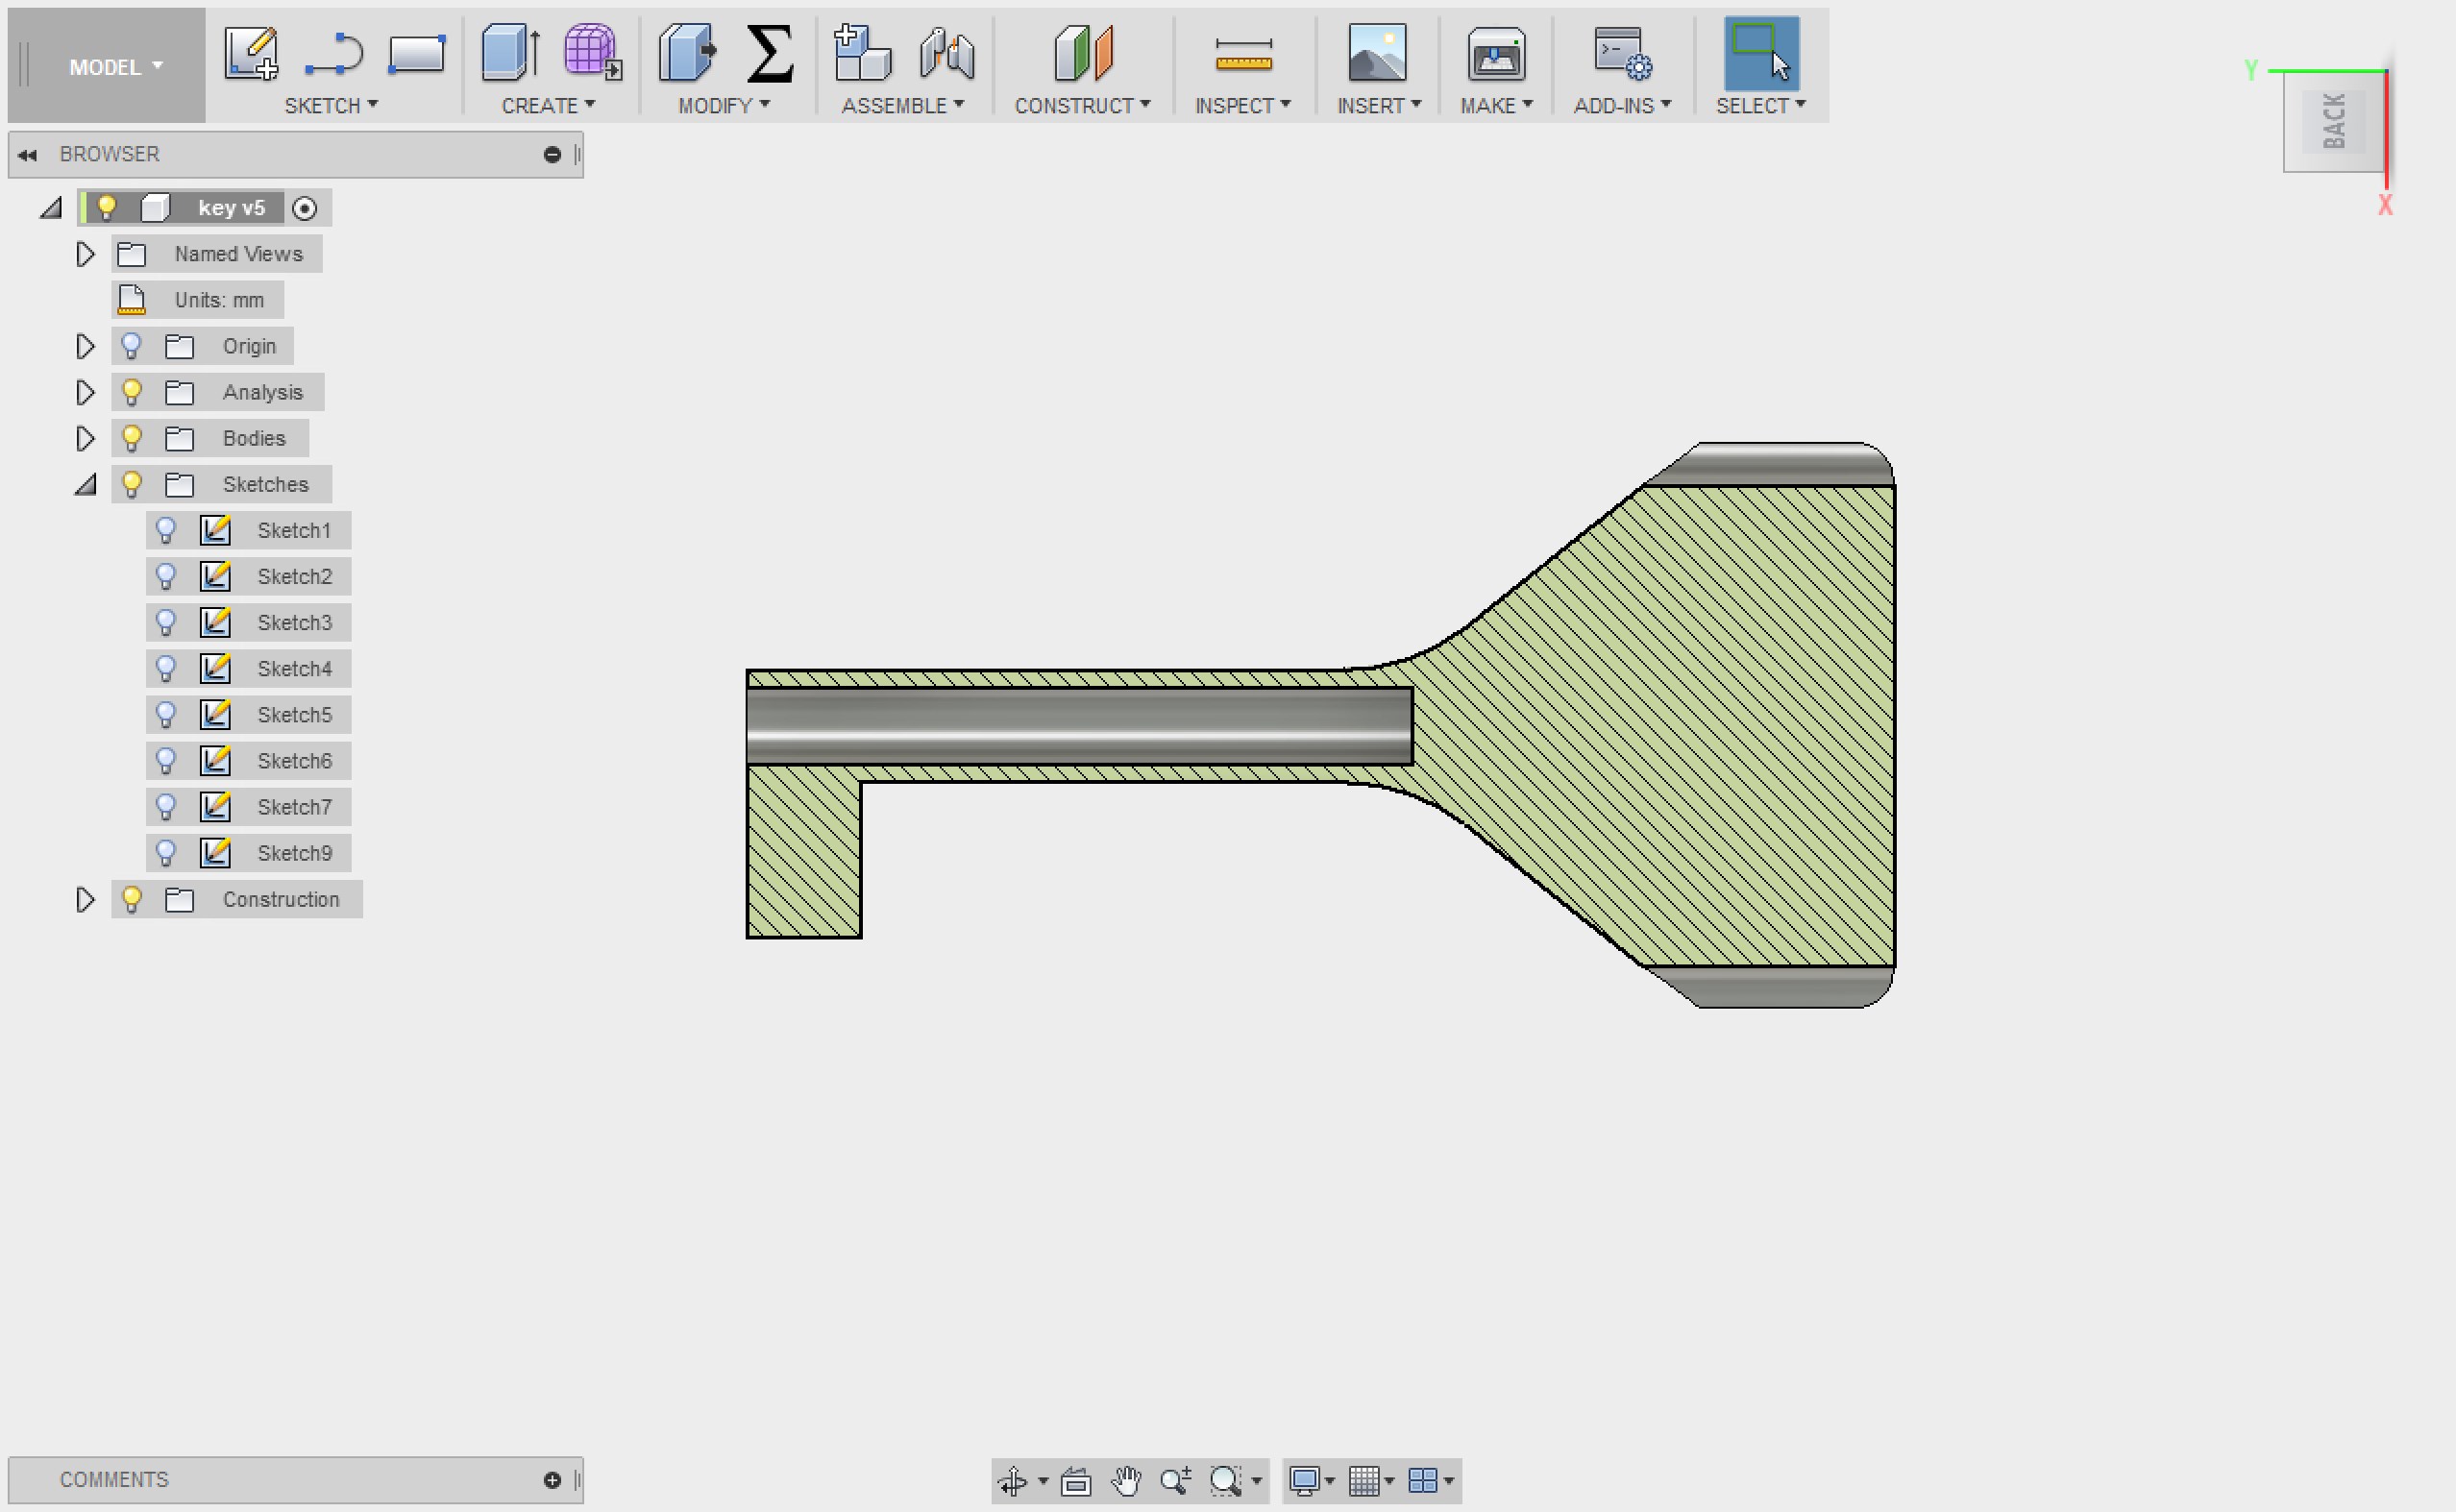 MODEL
SKETCH
CREATE
MODIFY
ASSEMBLE
CONSTRUCT
INSPECT
INSERT
MAKE
ADD-INS
SELECT
Y
BACK
X
BROWSER
key v5
Named Views
Units: mm
Origin
Analysis
Bodies
Sketches
Sketch1
Sketch2
Sketch3
Sketch4
Sketch5
Sketch6
Sketch7
Sketch9
Construction
COMMENTS